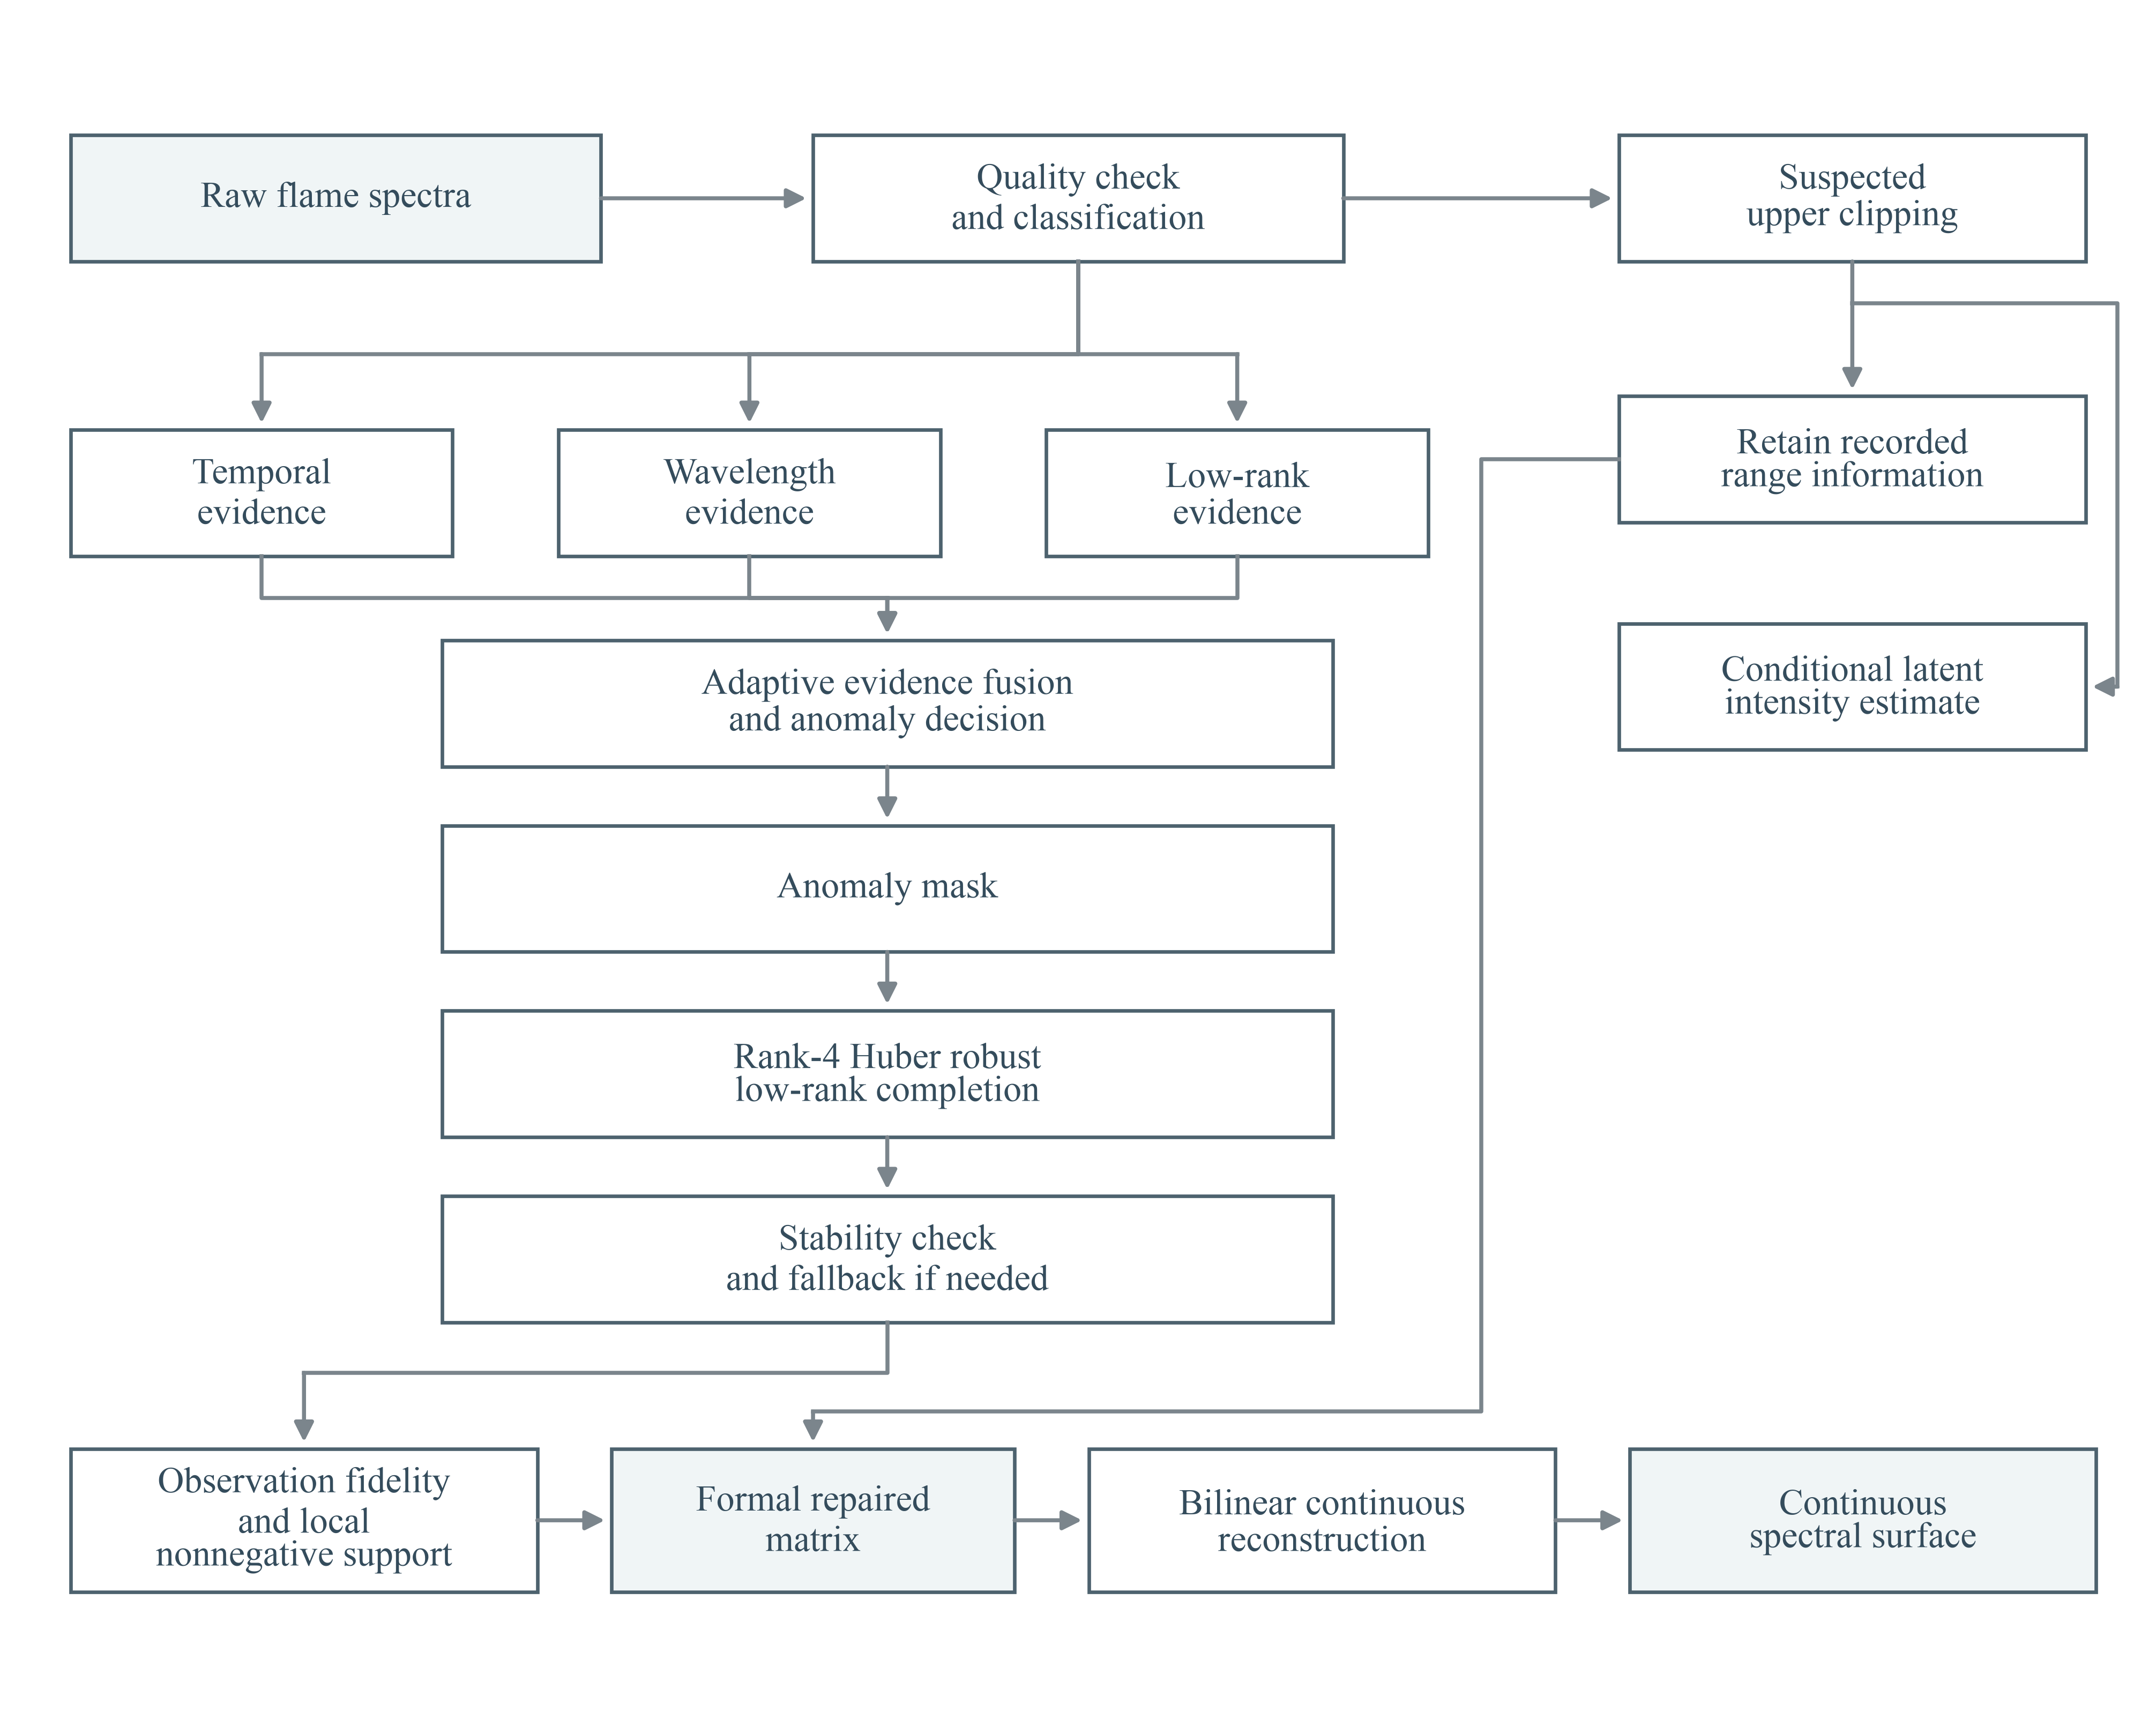 Raw flame spectra
Quality check
and classification
Suspected
upper clipping
Temporal
evidence
Wavelength
evidence
Low-rank
evidence
Retain recorded
range information
Adaptive evidence fusion
and anomaly decision
Conditional latent
intensity estimate
Anomaly mask
Rank-4 Huber robust
low-rank completion
Stability check
and fallback if needed
Observation fidelity
and local
nonnegative support
Formal repaired
matrix
Bilinear continuous
reconstruction
Continuous
spectral surface